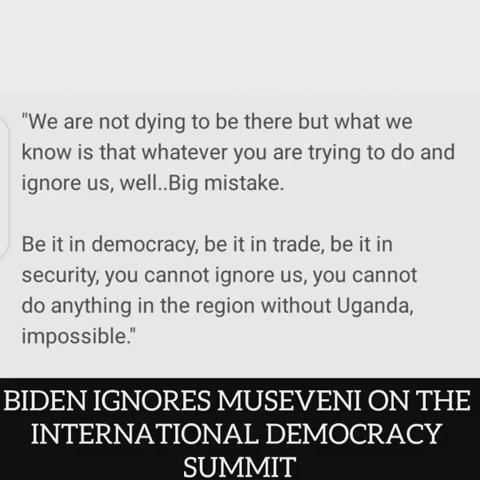 "We are not dying to be there but what we
know is that whatever you are trying to do and
ignore us, well..Big mistake.
Be it in democracy, be it in trade, be it in
security, you cannot ignore us, you cannot
do anything in the region without Uganda,
impossible."
BIDEN IGNORES MUSEVENI ON THE
INTERNATIONAL DEMOCRACY
SUMMIT